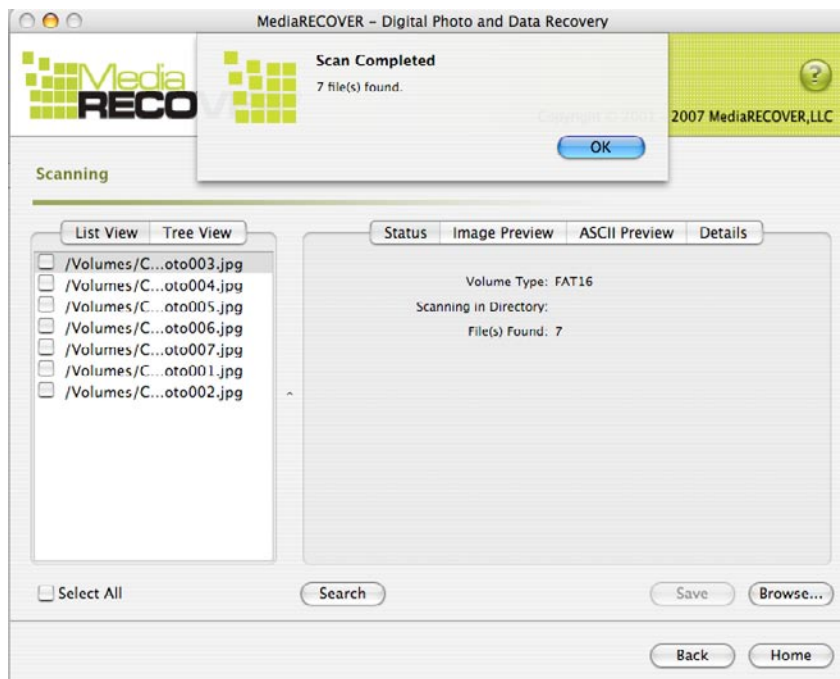 MediaRECOVER – Digital Photo and Data Recovery
Media
RECO
Scan Completed
7 file(s) found.
OK
?
Copyright © 2001 - 2007 MediaRECOVER,LLC
Scanning
List View Tree View
/Volumes/C...oto003.jpg
/Volumes/C...oto004.jpg
/Volumes/C...oto005.jpg
/Volumes/C...oto006.jpg
/Volumes/C...oto007.jpg
/Volumes/C...oto001.jpg
/Volumes/C...oto002.jpg
Status Image Preview ASCII Preview Details
Volume Type: FAT16
Scanning in Directory:
File(s) Found: 7
Select All
Search
Save
Browse...
Back
Home